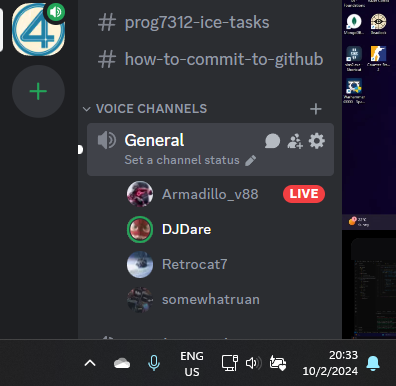 4
prog7312-ice-tasks
how-to-commit-to-github
VOICE CHANNELS
General
Set a channel status
Armadillo_v88
LIVE
DJDare
Retrocat7
somewhatruan
ENG
US
20:33
10/2/2024